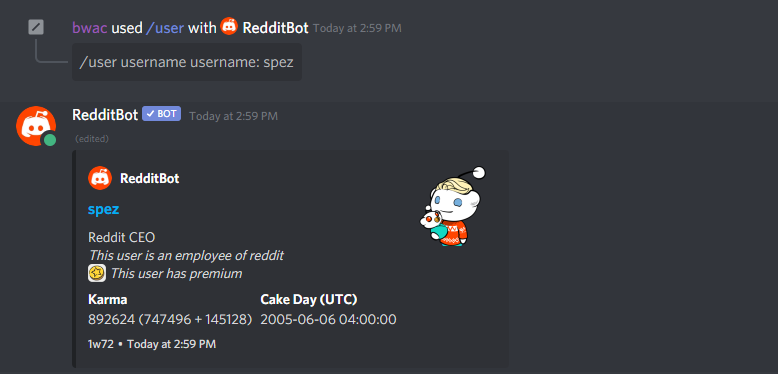 bwac used /user with RedditBot Today at 2:59 PM
/user username username: spez
RedditBot ✓ BOT Today at 2:59 PM
(edited)
RedditBot
spez
Reddit CEO
This user is an employee of reddit
This user has premium
Karma Cake Day (UTC)
892624 (747496 + 145128) 2005-06-06 04:00:00
1w72 • Today at 2:59 PM